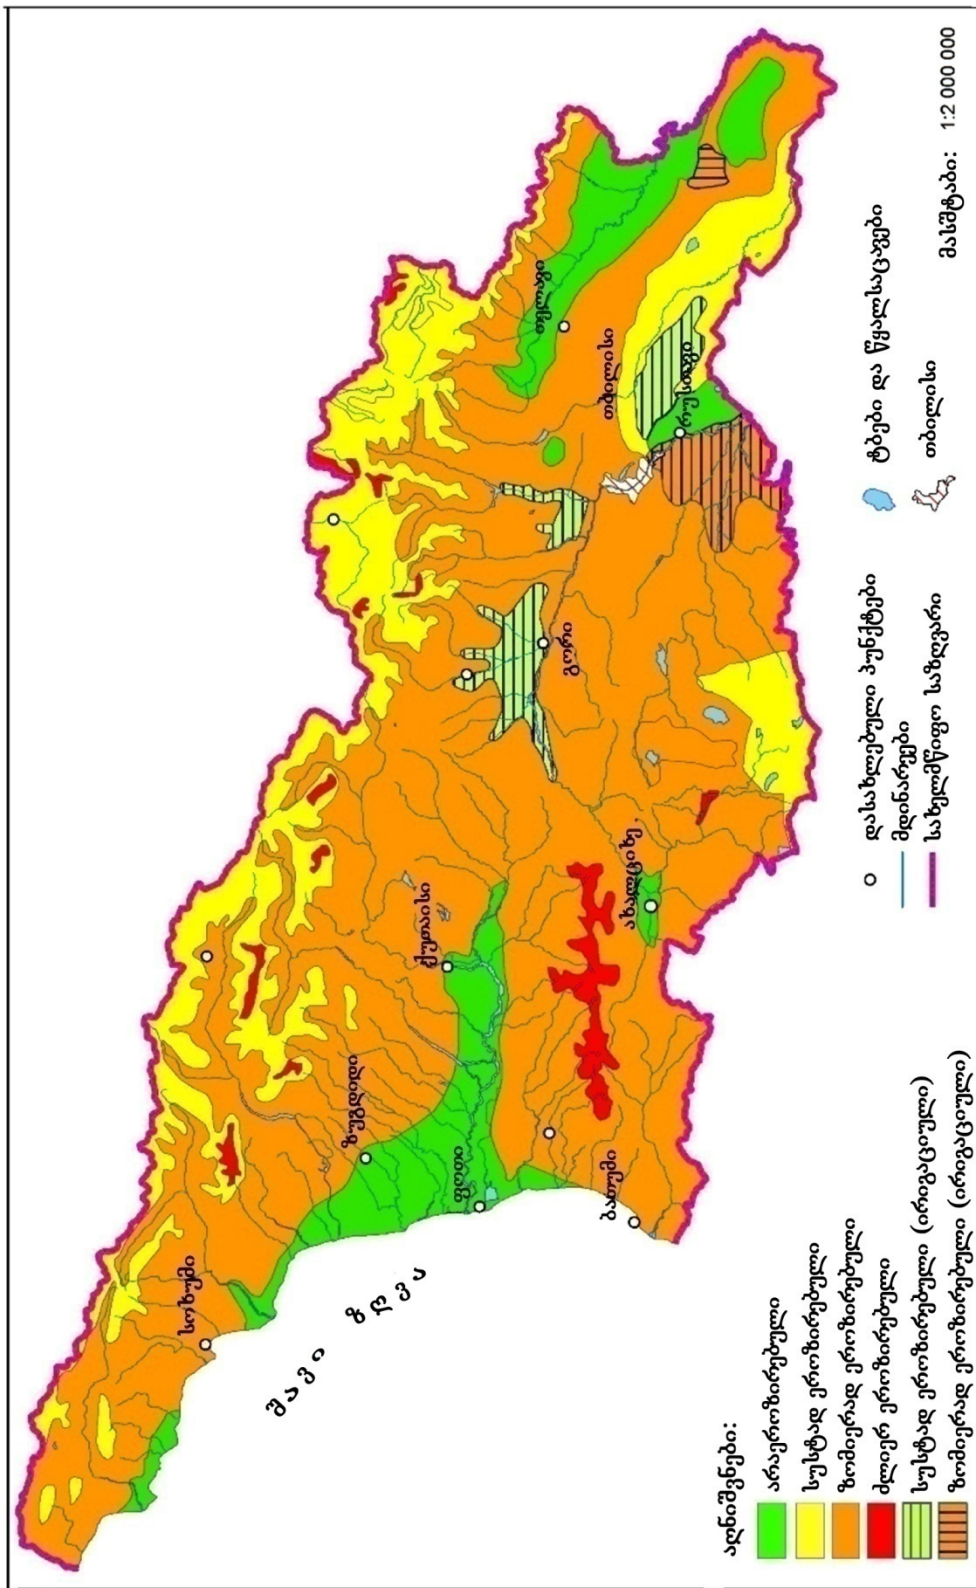 სოხუმი
ზუგდიდი
ქუთაისი
ფოთი
ბათუმი
ახალციხე
გორი
თბილისი
რუსთავი
თელავი
შავი
ზღვა
აღნიშვნები:
არაეროზირებული
სუსტად ეროზირებული
ზომიერად ეროზირებული
ძლიერ ეროზირებული
სუსტად ეროზირებული (ირიგაციული)
ზომიერად ეროზირებული (ირიგაციული)
დასახლებული პუნქტები
მდინარეები
სახელმწიფო საზღვარი
ტბები და წყალსაცავები
თბილისი
მასშტაბი: 1:2 000 000